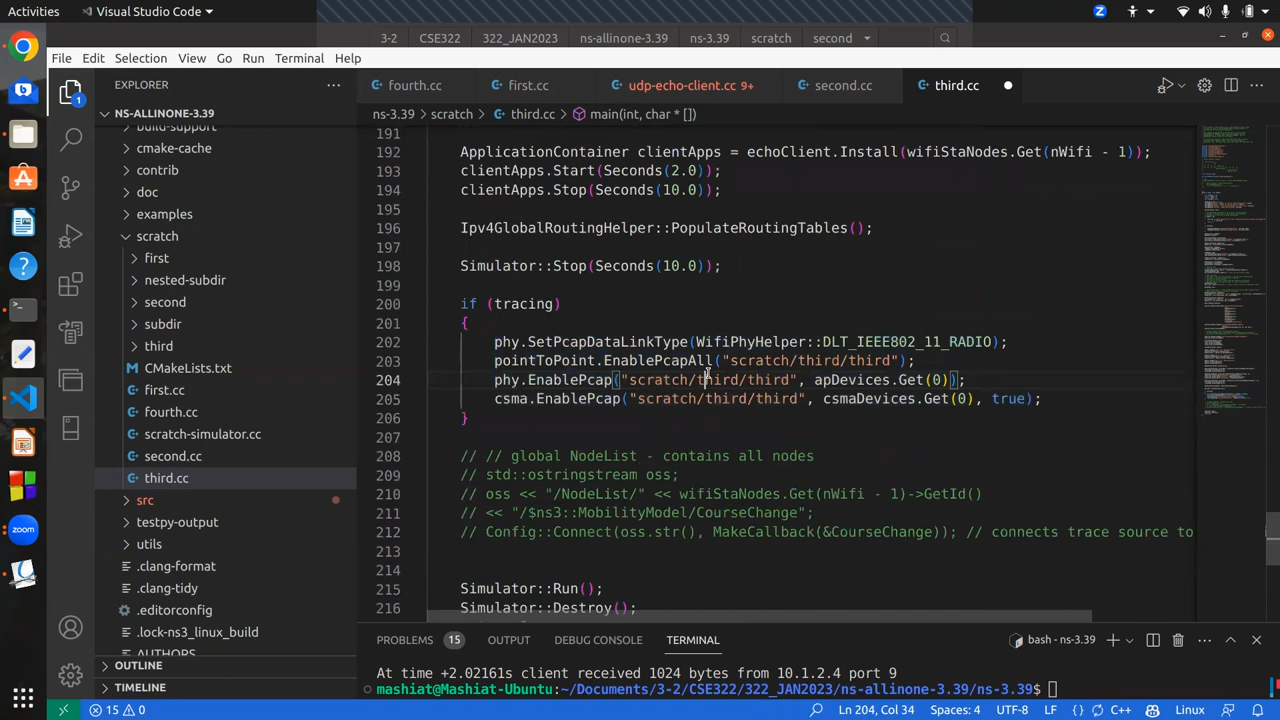 Activities
Visual Studio Code
3-2
CSE322
322_JAN2023
ns-allinone-3.39
ns-3.39
scratch
second
File Edit Selection View Go Run Terminal Help
EXPLORER
fourth.cc
first.cc
udp-echo-client.cc 9+
second.cc
third.cc
NS-ALLINONE-3.39
ns-3.39 > scratch > third.cc > main(int, char * [])
build-support
cmake-cache
contrib
doc
examples
scratch
first
nested-subdir
second
subdir
third
CMakeLists.txt
first.cc
fourth.cc
scratch-simulator.cc
second.cc
third.cc
src
testpy-output
utils
.clang-format
.clang-tidy
.editorconfig
.lock-ns3_linux_build
AUTHORS
OUTLINE
TIMELINE
191
192 ApplicationContainer clientApps = echoClient.Install(wifiStaNodes.Get(nWifi - 1));
193 clientApps.Start(Seconds(2.0));
194 clientApps.Stop(Seconds(10.0));
195
196 Ipv4GlobalRoutingHelper::PopulateRoutingTables();
197
198 Simulator::Stop(Seconds(10.0));
199
200 if (tracing)
201 {
202 phy.SetPcapDataLinkType(WifiPhyHelper::DLT_IEEE802_11_RADIO);
203 pointToPoint.EnablePcapAll("scratch/third/third");
204 phy.EnablePcap("scratch/third/third", apDevices.Get(0));
205 csma.EnablePcap("scratch/third/third", csmaDevices.Get(0), true);
206 }
207
208 // // global NodeList - contains all nodes
209 // std::ostringstream oss;
210 // oss << "/NodeList/" << wifiStaNodes.Get(nWifi - 1)->GetId()
211 // << "/$ns3::MobilityModel/CourseChange";
212 // Config::Connect(oss.str(), MakeCallback(&CourseChange)); // connects trace source to
213
214
215 Simulator::Run();
216 Simulator::Destroy();
PROBLEMS 15 OUTPUT DEBUG CONSOLE TERMINAL
bash - ns-3.39
At time +2.02161s client received 1024 bytes from 10.1.2.4 port 9
mashiat@Mashiat-Ubuntu:~/Documents/3-2/CSE322/322_JAN2023/ns-allinone-3.39/ns-3.39$
15 0
Ln 204, Col 34 Spaces: 4 UTF-8 LF {} C++ Linux